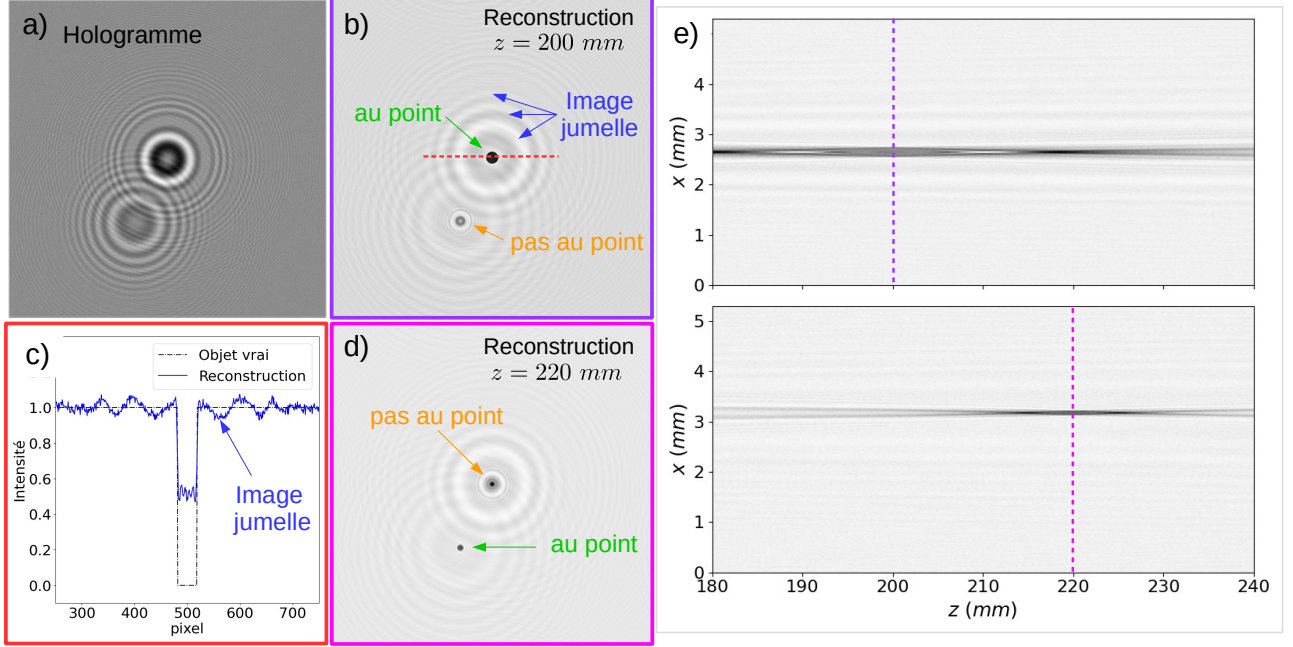 a)
Hologramme
b)
Reconstruction
z = 200 mm
au point
Image
jumelle
pas au point
c)
Objet vrai
Reconstruction
1.0
0.8
0.6
0.4
0.2
0.0
Intensité
Image
jumelle
300
400
500
600
700
pixel
d)
Reconstruction
z = 220 mm
pas au point
au point
e)
4
3
2
1
0
x (mm)
5
4
3
2
1
0
x (mm)
180
190
200
210
220
230
240
z (mm)